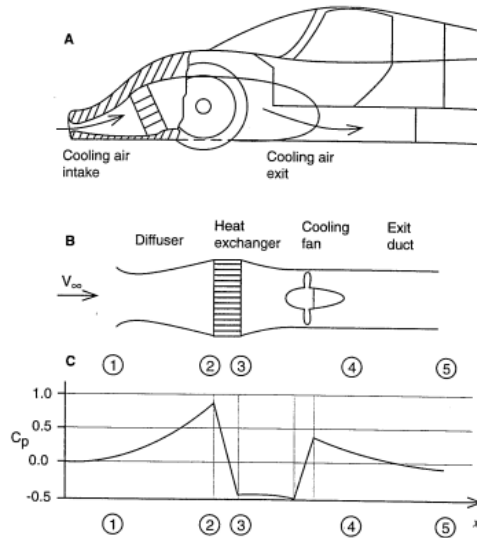 A
Cooling air
intake
Cooling air
exit
B
Diffuser
Heat
exchanger
Cooling
fan
Exit
duct
V∞
① ② ③ ④ ⑤
C
1.0
0.5
Cp
0.0
-0.5
x
① ② ③ ④ ⑤